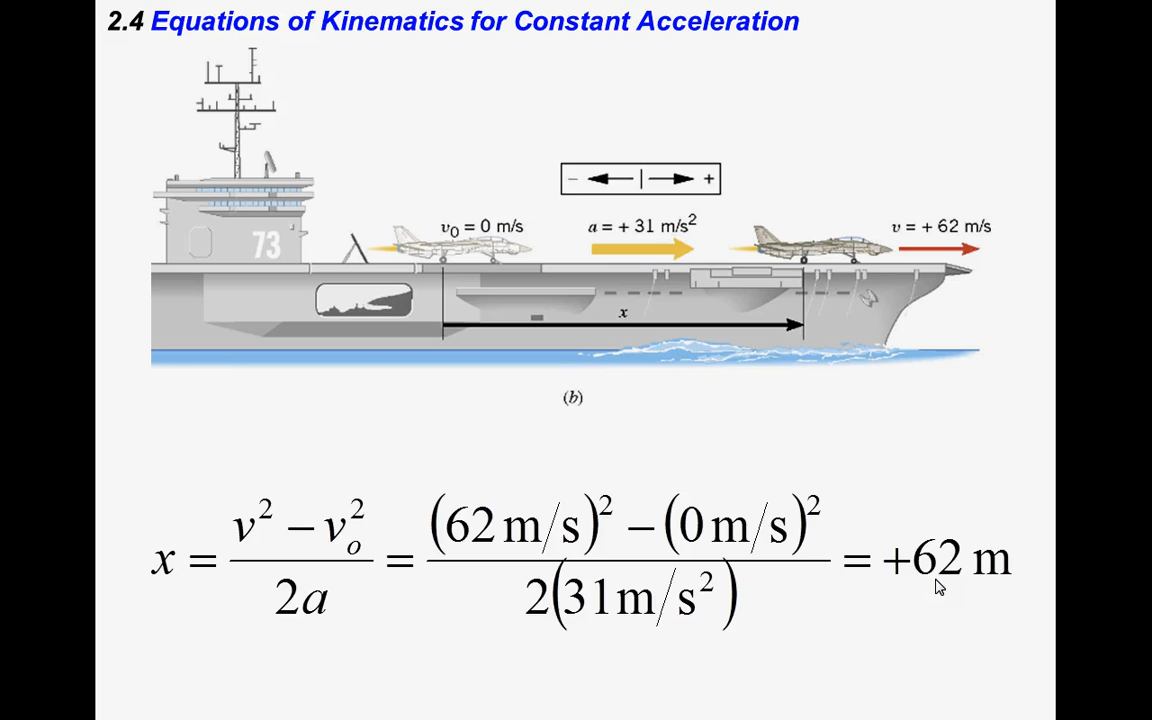 2.4 Equations of Kinematics for Constant Acceleration
− | +
73
v₀ = 0 m/s
a = + 31 m/s²
v = + 62 m/s
x
(b)
x = (v² − vₒ²) / 2a = ((62 m/s)² − (0 m/s)²) / 2(31 m/s²) = +62 m